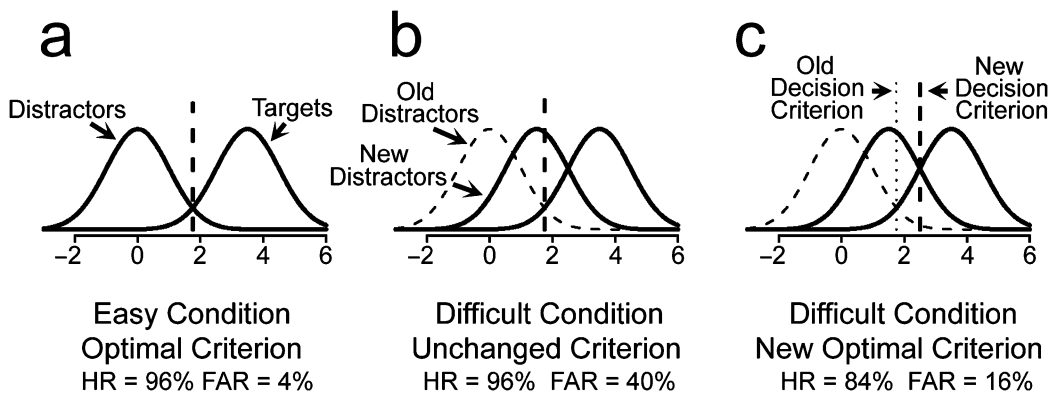 a
Distractors
Targets
−2 0 2 4 6
Easy Condition
Optimal Criterion
HR = 96% FAR = 4%
b
Old
Distractors
New
Distractors
−2 0 2 4 6
Difficult Condition
Unchanged Criterion
HR = 96% FAR = 40%
c
Old
Decision
Criterion
New
Decision
Criterion
−2 0 2 4 6
Difficult Condition
New Optimal Criterion
HR = 84% FAR = 16%